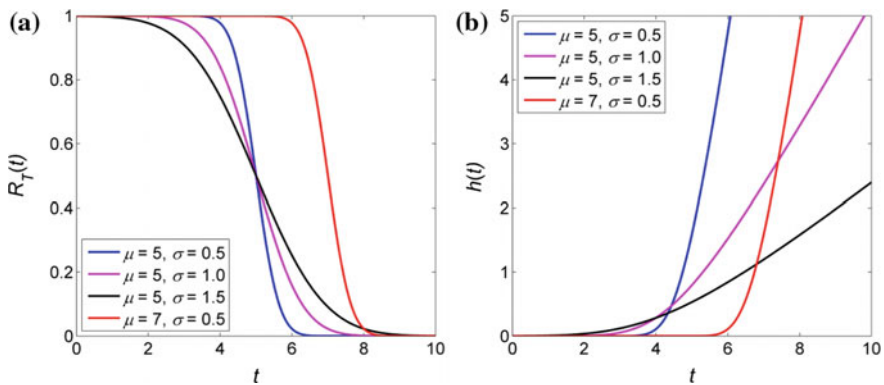 (a)
1
0.8
0.6
0.4
0.2
0
R_T(t)
μ = 5, σ = 0.5
μ = 5, σ = 1.0
μ = 5, σ = 1.5
μ = 7, σ = 0.5
0 2 4 6 8 10
t
(b)
5
4
3
2
1
0
h(t)
μ = 5, σ = 0.5
μ = 5, σ = 1.0
μ = 5, σ = 1.5
μ = 7, σ = 0.5
0 2 4 6 8 10
t